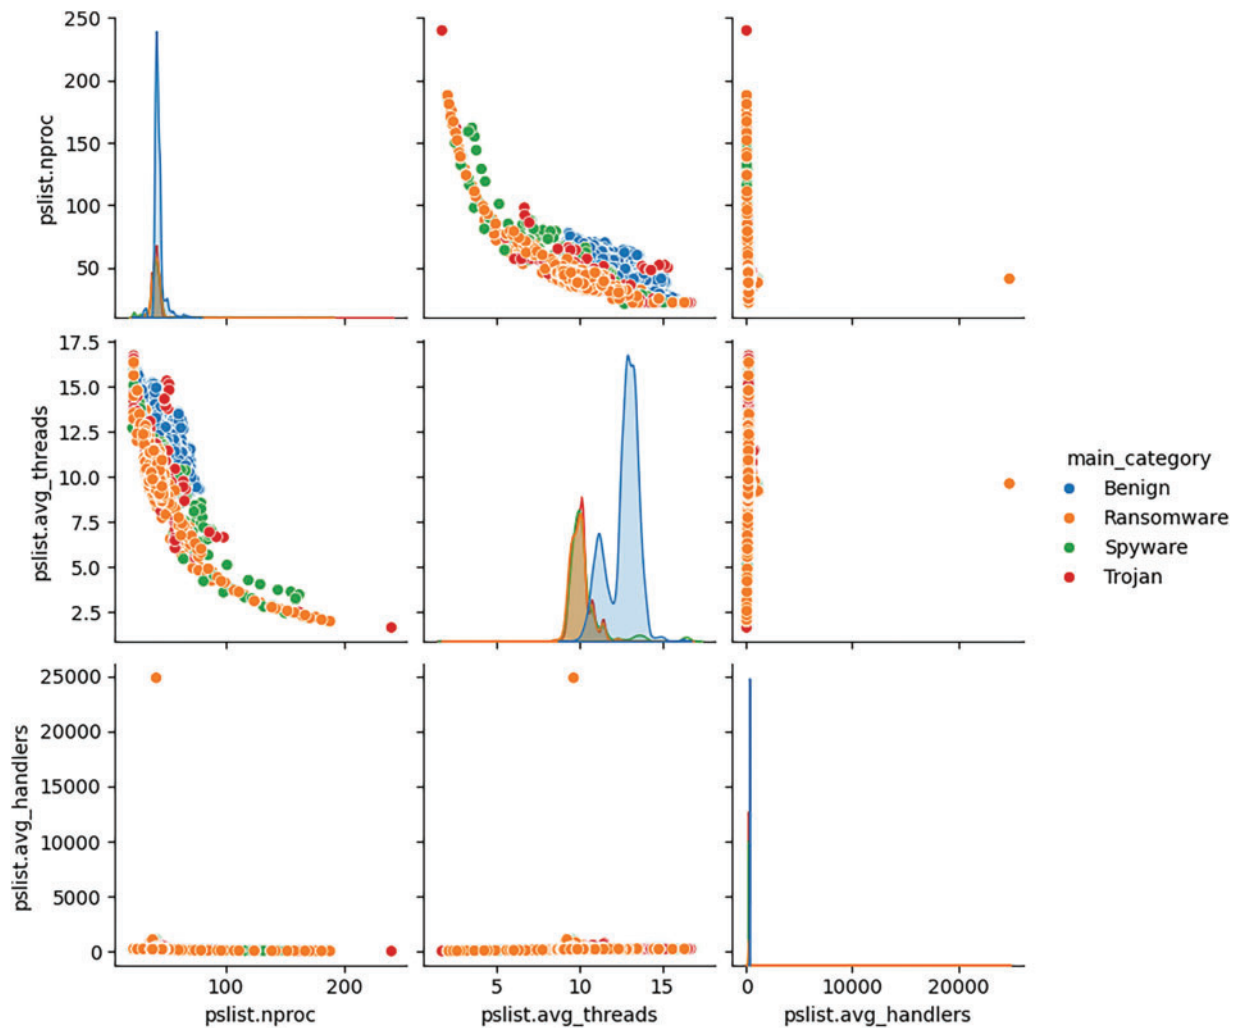 250
200
150
100
50
pslist.nproc
17.5
15.0
12.5
10.0
7.5
5.0
2.5
pslist.avg_threads
main_category
Benign
Ransomware
Spyware
Trojan
25000
20000
15000
10000
5000
0
pslist.avg_handlers
100 200
5 10 15
0 10000 20000
pslist.nproc
pslist.avg_threads
pslist.avg_handlers